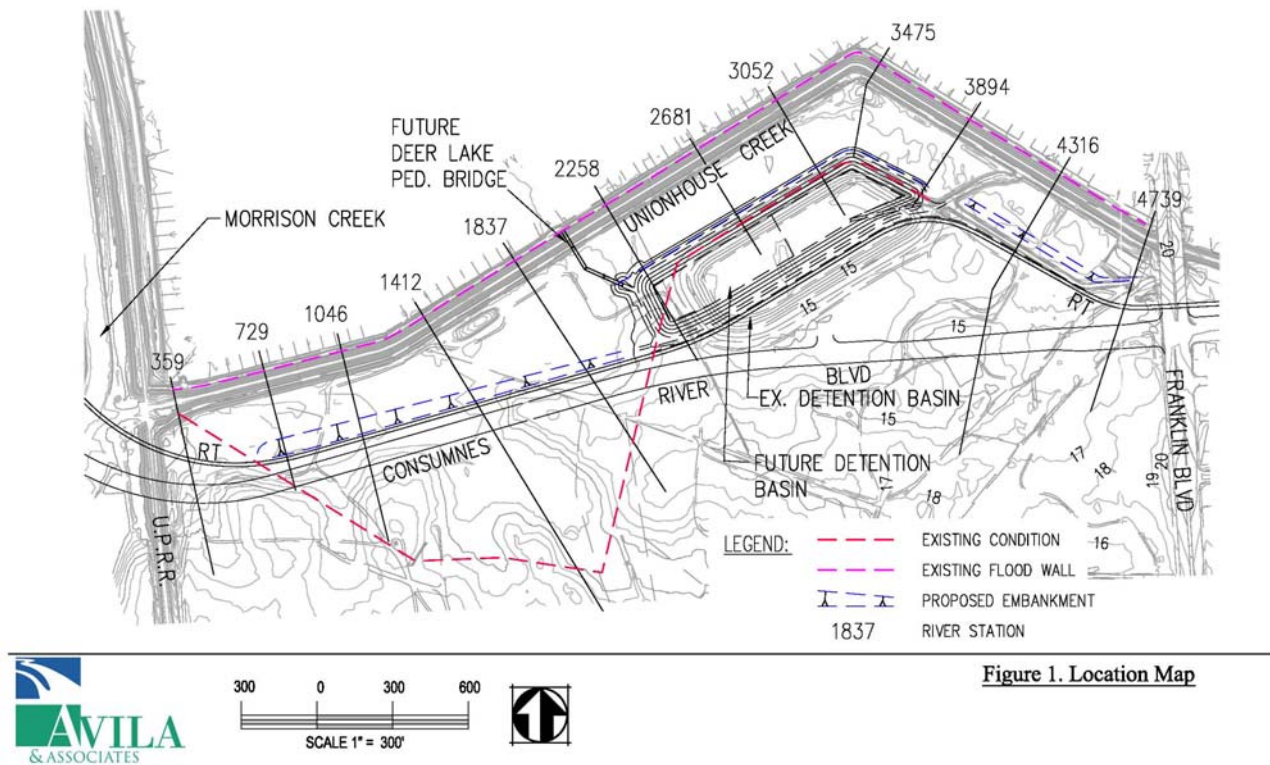 3475
3052
3894
2681
FUTURE
DEER LAKE
PED. BRIDGE
4316
2258
UNIONHOUSE CREEK
4739
MORRISON CREEK
1837
20
1412
15
RT
1046
15
15
729
359
BLVD
RIVER
EX. DETENTION BASIN
FRANKLIN BLVD
RT
CONSUMNES
15
17
18
20
19
FUTURE DETENTION
BASIN
17
18
16
U.P.R.R.
LEGEND:
EXISTING CONDITION
EXISTING FLOOD WALL
PROPOSED EMBANKMENT
1837 RIVER STATION
Figure 1. Location Map
300 0 300 600
SCALE 1" = 300'
AVILA
& ASSOCIATES